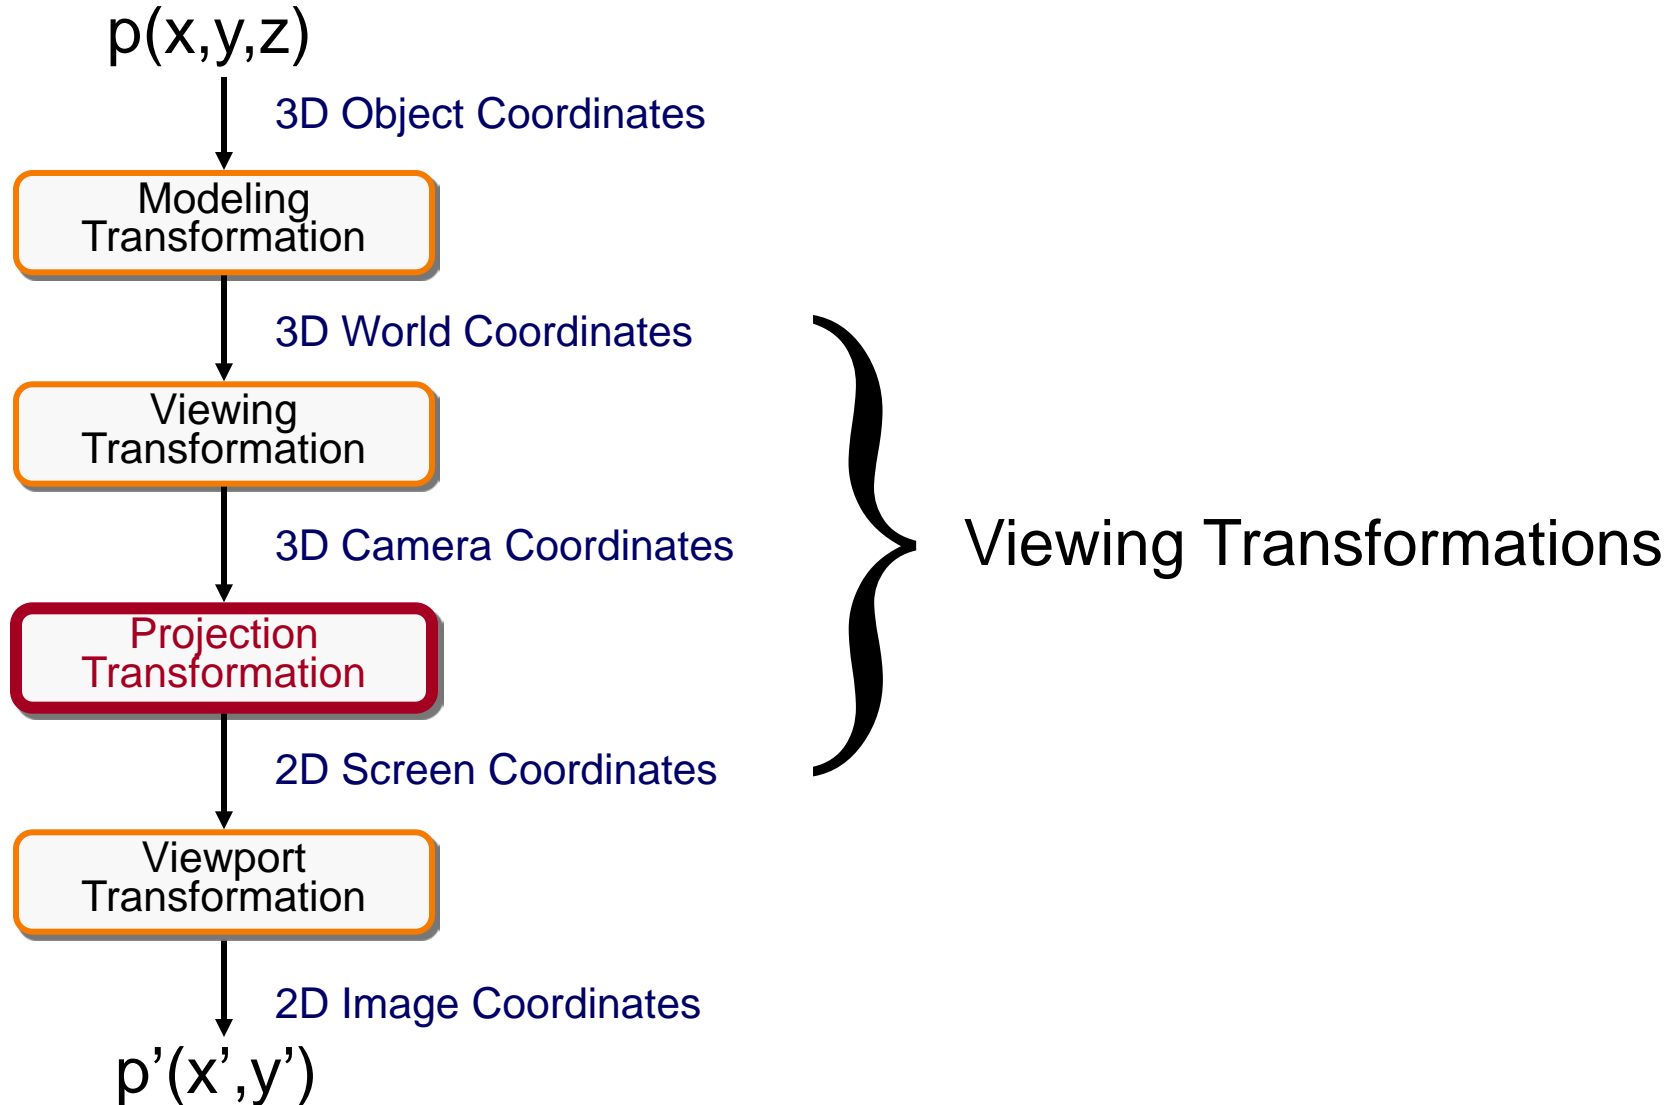 p(x,y,z)
3D Object Coordinates
Modeling
Transformation
3D World Coordinates
Viewing
Transformation
3D Camera Coordinates
Viewing Transformations
Projection
Transformation
2D Screen Coordinates
Viewport
Transformation
2D Image Coordinates
p’(x’,y’)